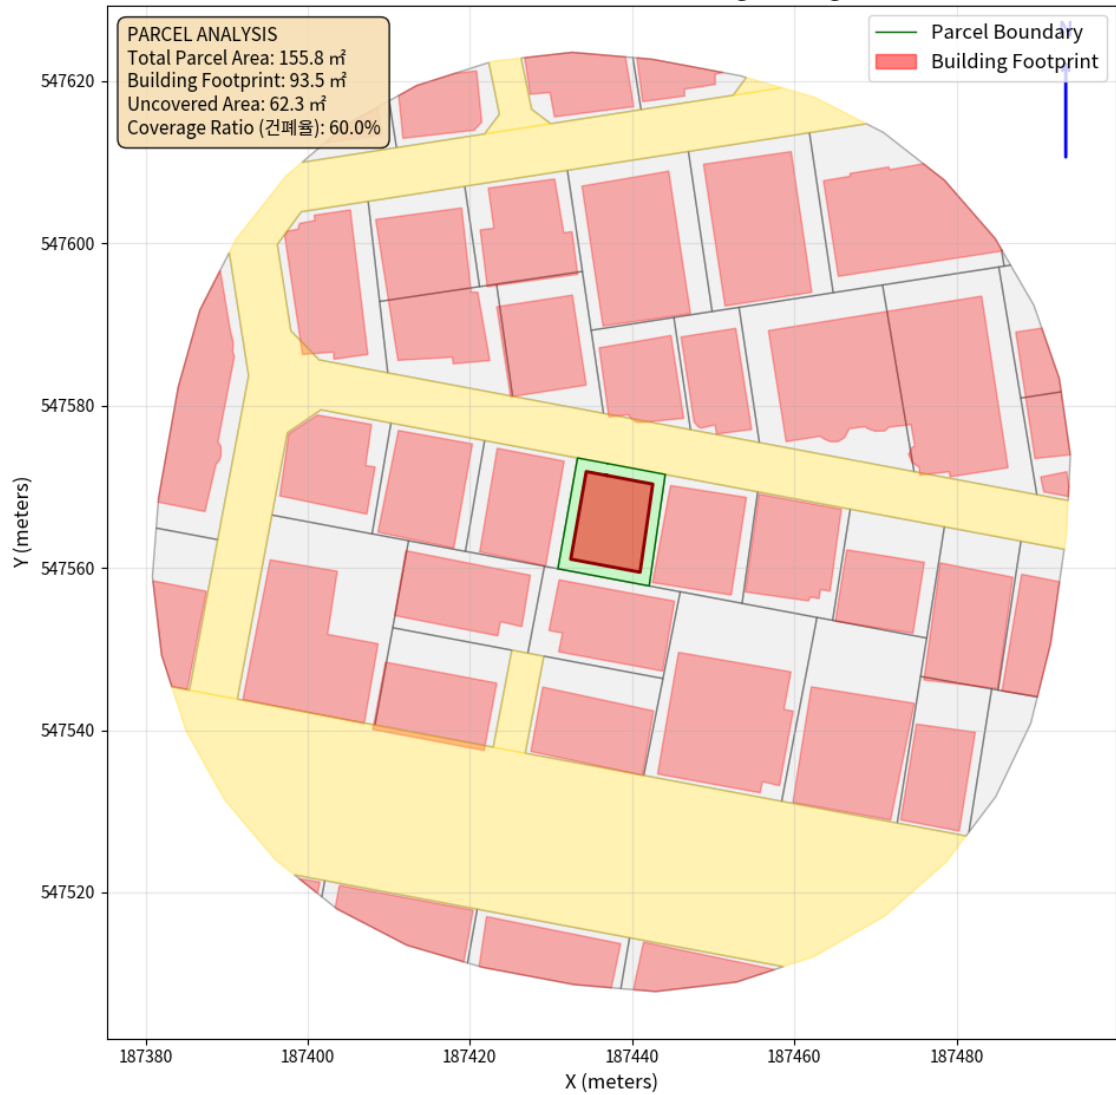 PARCEL ANALYSIS
Total Parcel Area: 155.8 ㎡
Building Footprint: 93.5 ㎡
Uncovered Area: 62.3 ㎡
Coverage Ratio (건폐율): 60.0%
N
Parcel Boundary
Building Footprint
547620
547600
547580
547560
547540
547520
Y (meters)
187380
187400
187420
187440
187460
187480
X (meters)